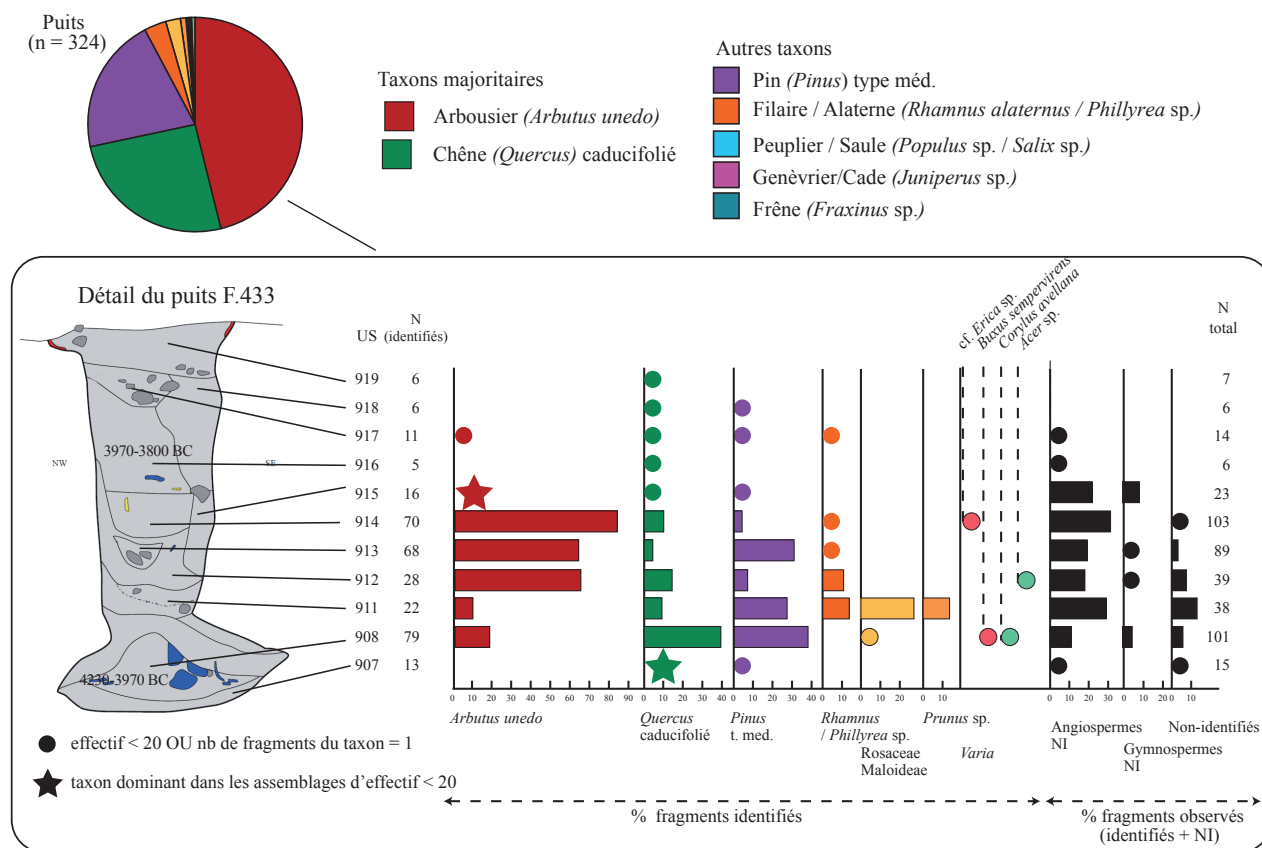 Puits
(n = 324)
Taxons majoritaires
Arbousier (Arbutus unedo)
Chêne (Quercus) caducifolié
Autres taxons
Pin (Pinus) type méd.
Filaire / Alaterne (Rhamnus alaternus / Phillyrea sp.)
Peuplier / Saule (Populus sp. / Salix sp.)
Genèvrier/Cade (Juniperus sp.)
Frêne (Fraxinus sp.)
Détail du puits F.433
US
N
(identifiés)
cf. Erica sp.
Buxus sempervirens
Corylus avellana
Acer sp.
N
total
919 6 7
918 6 6
917 11 14
916 5 6
915 16 23
914 70 103
913 68 89
912 28 39
911 22 38
908 79 101
907 13 15
3970-3800 BC
NW
SE
4230-3970 BC
0 10 20 30 40 50 60 70 80 90
0 10 20 30 40
0 10 20 30 40
0 10
0 10 20
0 10
0 10 20 30
0 10 20
0 10
Arbutus unedo
Quercus
caducifolié
Pinus
t. med.
Rhamnus
/ Phillyrea sp.
Rosaceae
Maloideae
Prunus sp.
Varia
Angiospermes
NI
Gymnospermes
NI
Non-identifiés
effectif < 20 OU nb de fragments du taxon = 1
taxon dominant dans les assemblages d'effectif < 20
% fragments identifiés
% fragments observés
(identifiés + NI)